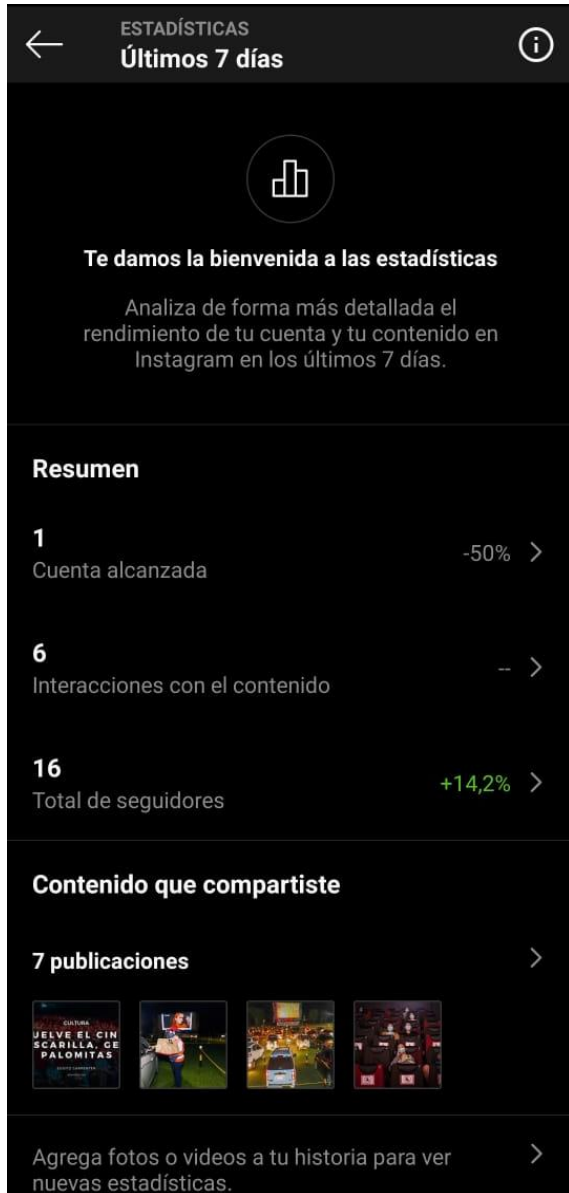 ESTADÍSTICAS
Últimos 7 días
Te damos la bienvenida a las estadísticas
Analiza de forma más detallada el
rendimiento de tu cuenta y tu contenido en
Instagram en los últimos 7 días.
Resumen
1
Cuenta alcanzada
-50%
6
Interacciones con el contenido
--
16
Total de seguidores
+14,2%
Contenido que compartiste
7 publicaciones
CULTURA
UELVE EL CIN
SCARILLA, GE
PALOMITAS
Agrega fotos o videos a tu historia para ver
nuevas estadísticas.